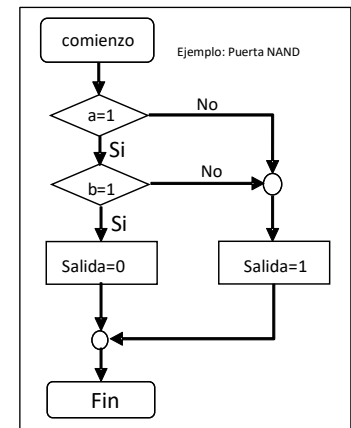 comienzo
Ejemplo: Puerta NAND
a=1
No
Si
b=1
No
Si
Salida=0
Salida=1
Fin